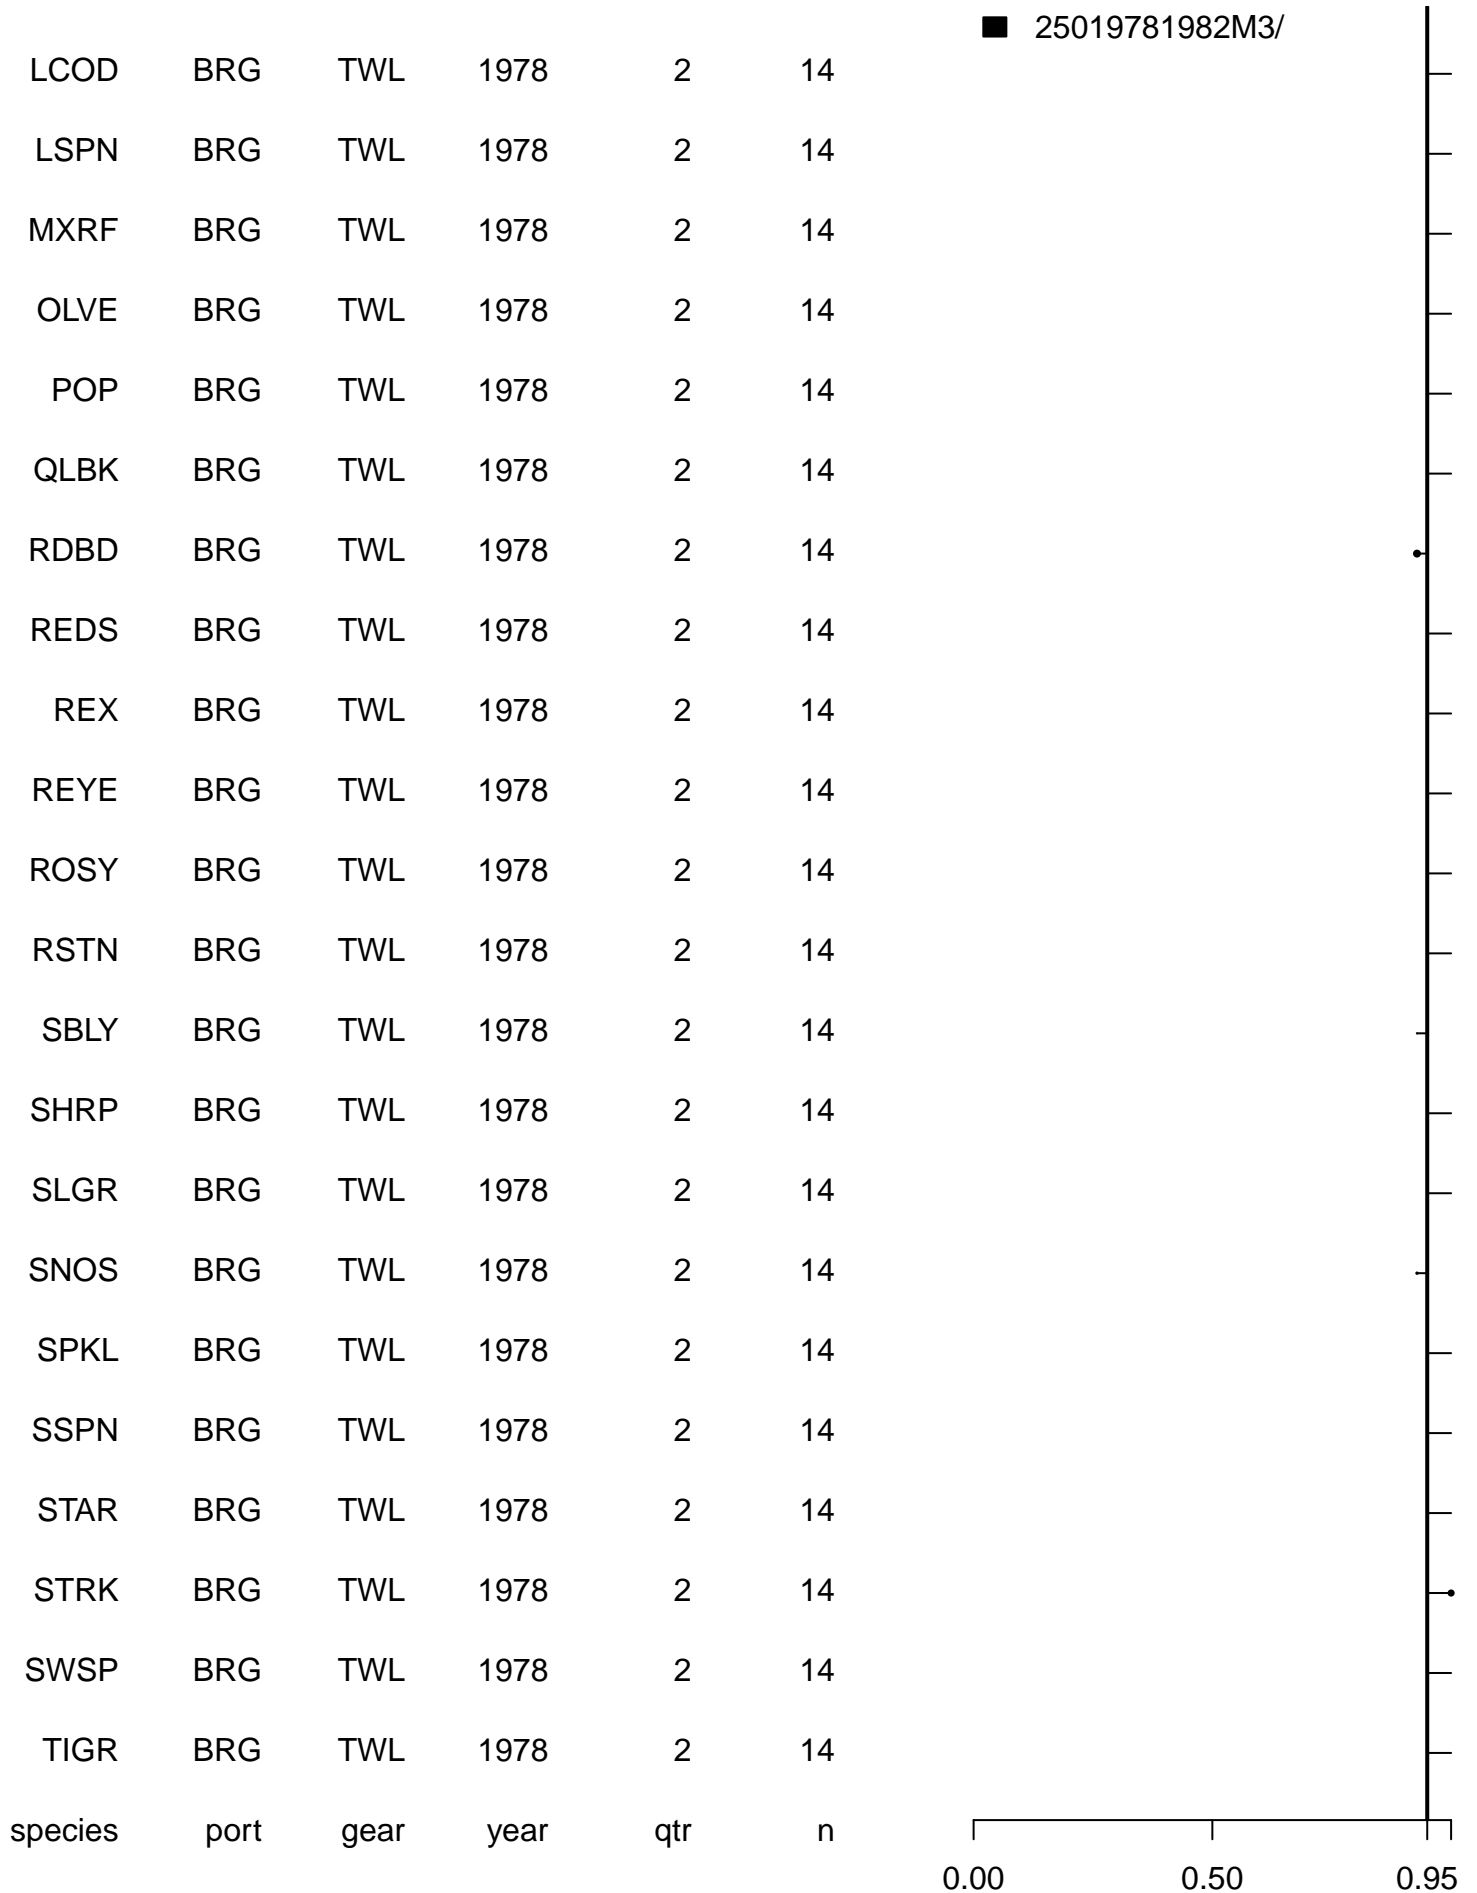 25019781982M3/
LCOD BRG TWL 1978 2 14
LSPN BRG TWL 1978 2 14
MXRF BRG TWL 1978 2 14
OLVE BRG TWL 1978 2 14
POP BRG TWL 1978 2 14
QLBK BRG TWL 1978 2 14
RDBD BRG TWL 1978 2 14
REDS BRG TWL 1978 2 14
REX BRG TWL 1978 2 14
REYE BRG TWL 1978 2 14
ROSY BRG TWL 1978 2 14
RSTN BRG TWL 1978 2 14
SBLY BRG TWL 1978 2 14
SHRP BRG TWL 1978 2 14
SLGR BRG TWL 1978 2 14
SNOS BRG TWL 1978 2 14
SPKL BRG TWL 1978 2 14
SSPN BRG TWL 1978 2 14
STAR BRG TWL 1978 2 14
STRK BRG TWL 1978 2 14
SWSP BRG TWL 1978 2 14
TIGR BRG TWL 1978 2 14
species port gear year qtr n
0.00 0.50 0.95